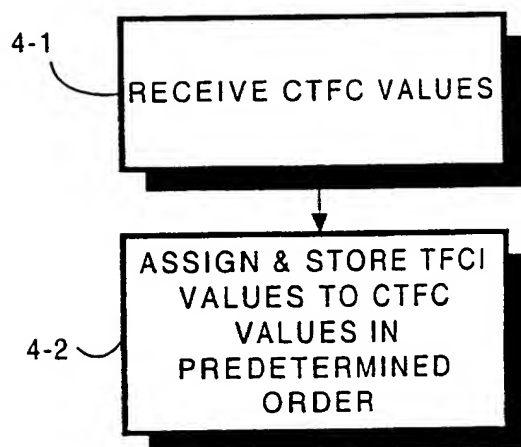 4-1
RECEIVE CTFC VALUES
ASSIGN & STORE TFCI
VALUES TO CTFC
VALUES IN
PREDETERMINED
ORDER
4-2